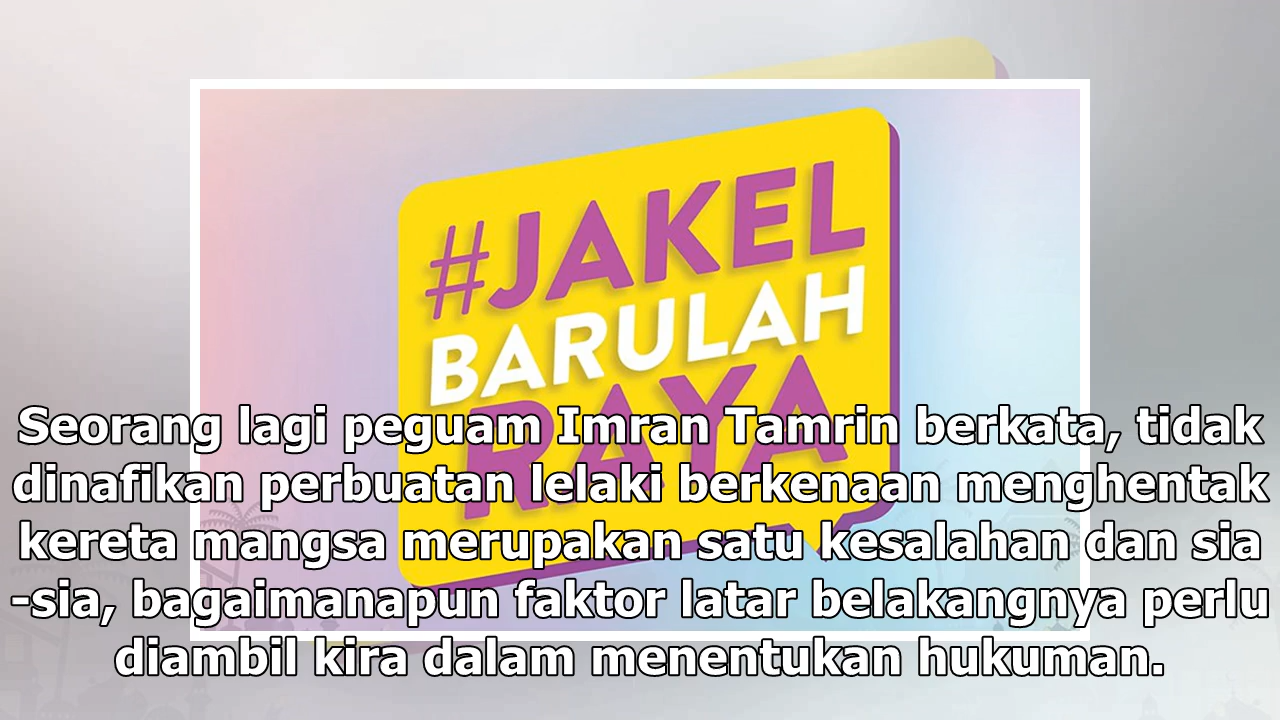 #JAKEL
BARULAH
RAYA
Seorang lagi peguam Imran Tamrin berkata, tidak
dinafikan perbuatan lelaki berkenaan menghentak
kereta mangsa merupakan satu kesalahan dan sia
-sia, bagaimanapun faktor latar belakangnya perlu
diambil kira dalam menentukan hukuman.